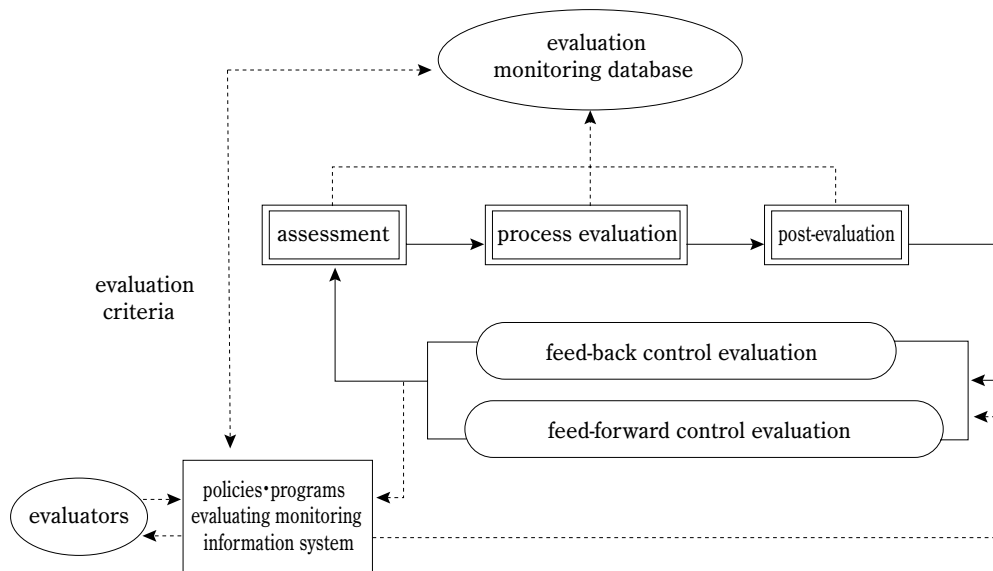 evaluation
monitoring database
assessment
process evaluation
post-evaluation
evaluation
criteria
feed-back control evaluation
feed-forward control evaluation
evaluators
policies•programs
evaluating monitoring
information system